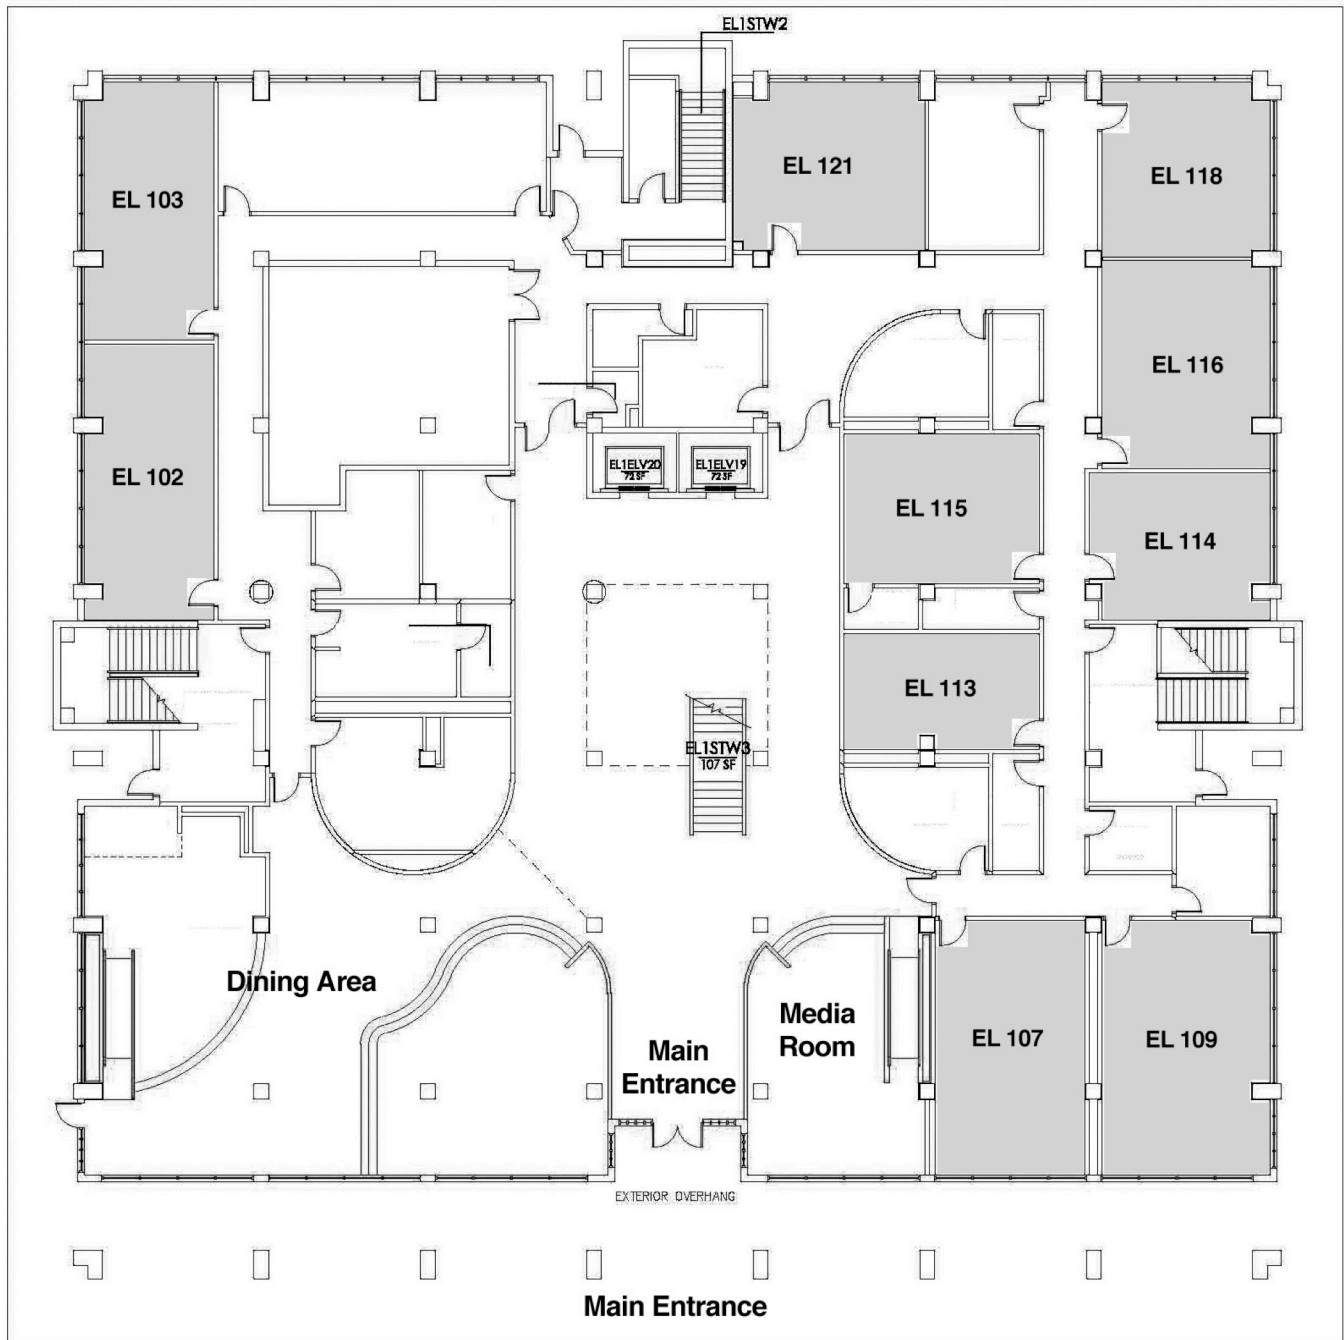 EL1STW2
EL 121
EL 118
EL 103
EL 116
EL 102
EL1ELV20
72 SF
EL1ELV19
72 SF
EL 115
EL 114
EL 113
EL1STW3
107 SF
Dining Area
Media
Room
Main
Entrance
EL 107
EL 109
EXTERIOR OVERHANG
Main Entrance